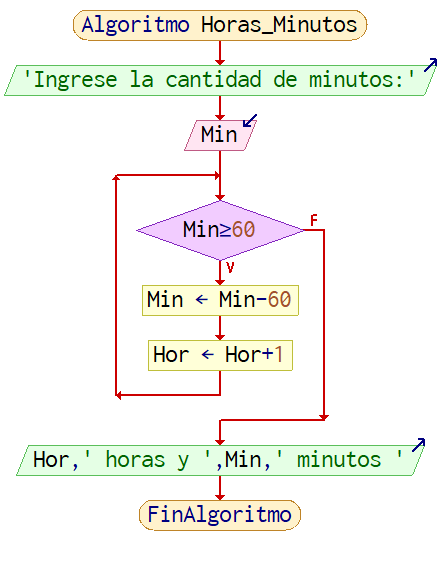 Algoritmo Horas_Minutos
'Ingrese la cantidad de minutos:'
Min
Min≥60
F
V
Min ← Min−60
Hor ← Hor+1
Hor,' horas y ',Min,' minutos '
FinAlgoritmo